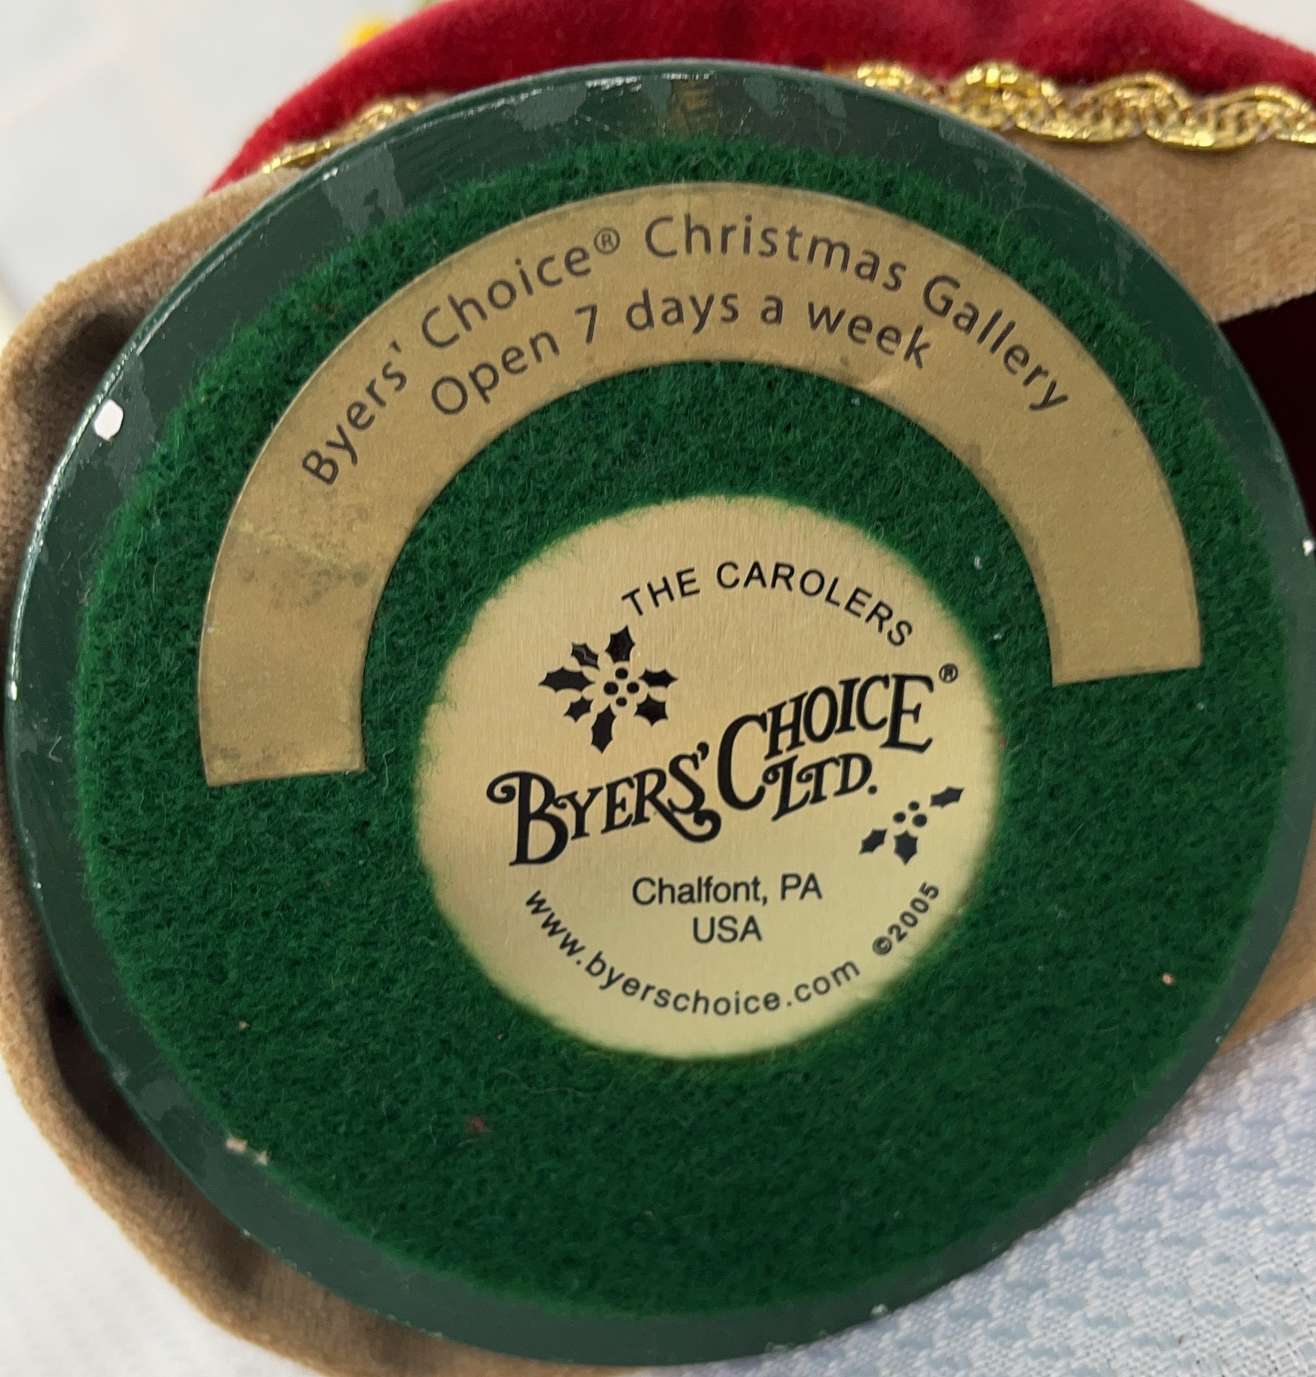 Byers' Choice® Christmas Gallery
Open 7 days a week
THE CAROLERS
BYERS' CHOICE®
LTD.
Chalfont, PA
USA
www.byerschoice.com ©2005